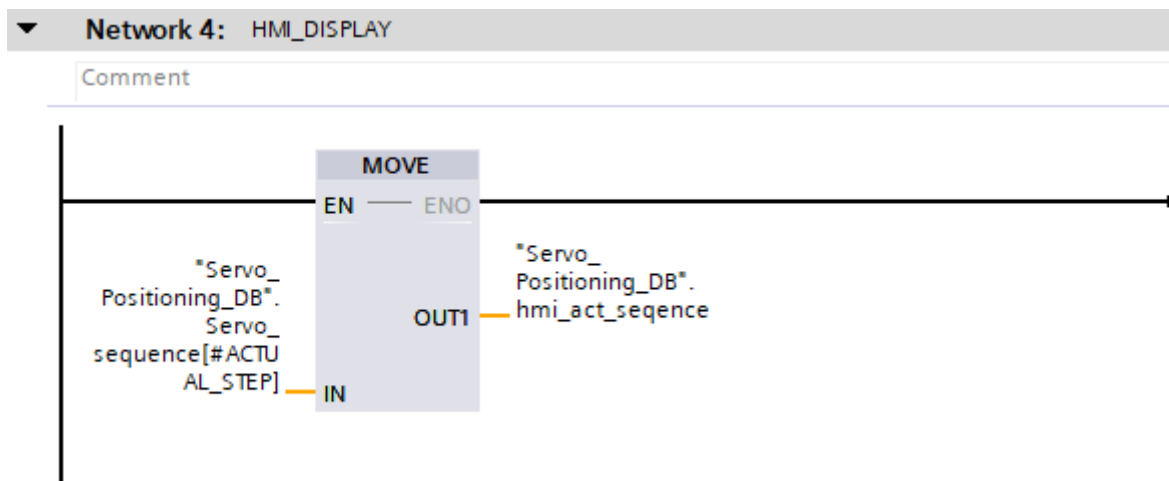 Network 4: HMI_DISPLAY
Comment
MOVE
EN ENO
"Servo_
Positioning_DB".
Servo_
sequence[#ACTU
AL_STEP]
IN
OUT1
"Servo_
Positioning_DB".
hmi_act_seqence